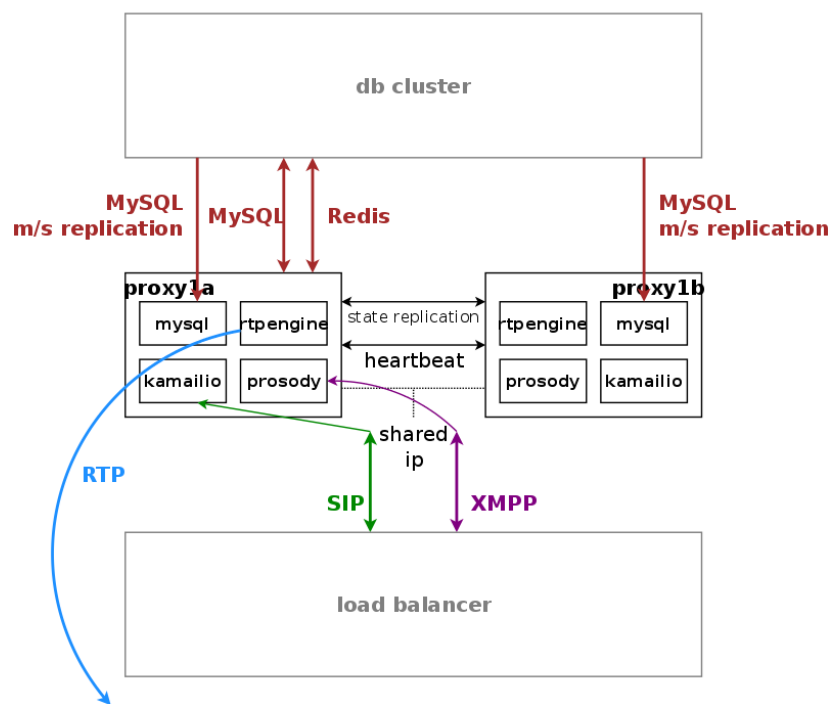 db cluster
MySQL
m/s replication
MySQL
Redis
MySQL
m/s replication
proxy1a
proxy1b
mysql
rtpengine
state replication
rtpengine
mysql
heartbeat
kamailio
prosody
prosody
kamailio
shared
ip
RTP
SIP
XMPP
load balancer